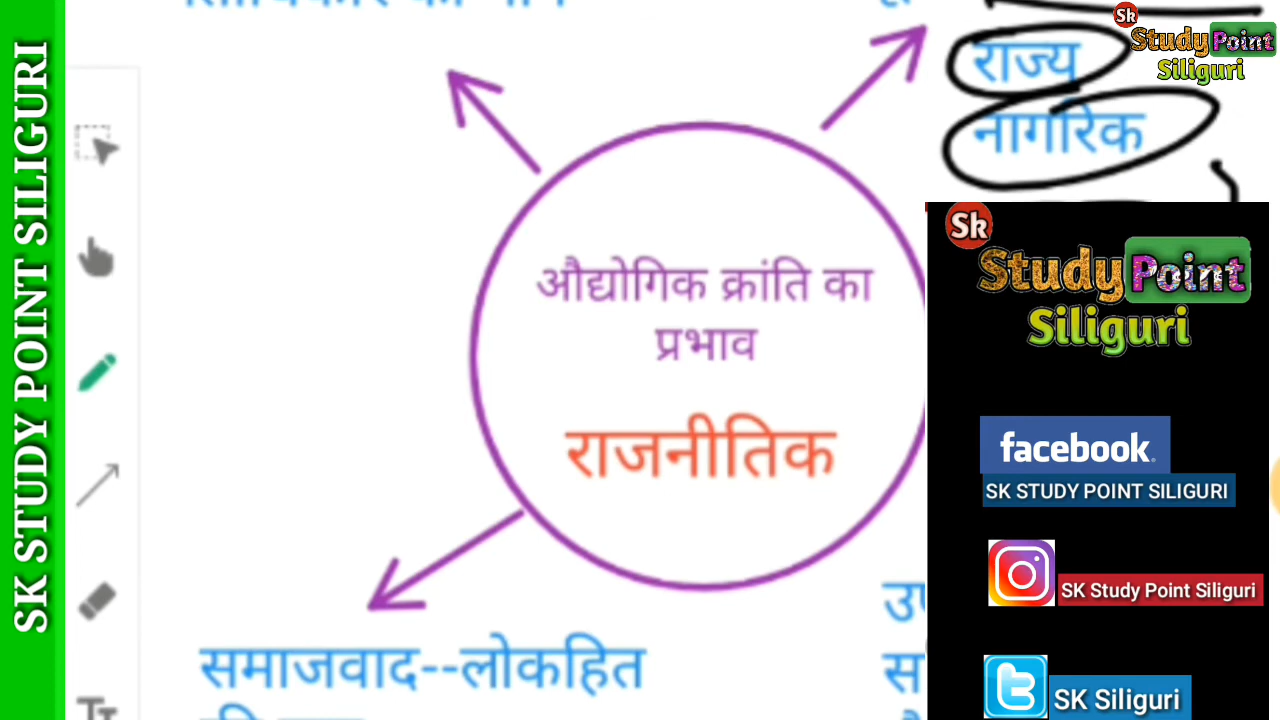 SK STUDY POINT SILIGURI
Sk
Study Point
Siliguri
राज्य
नागरिक
औद्योगिक क्रांति का
प्रभाव
राजनीतिक
समाजवाद--लोकहित
Sk
Study Point
Siliguri
facebook
SK STUDY POINT SILIGURI
SK Study Point Siliguri
SK Siliguri